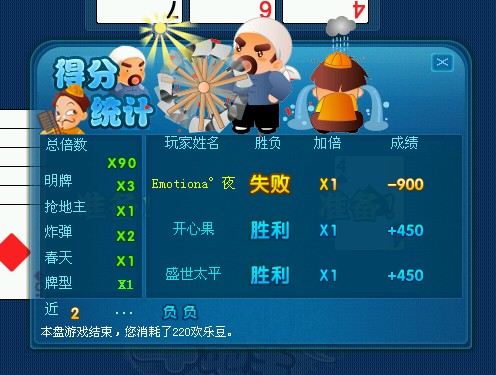 得分
统计
总倍数 玩家姓名 胜负 加倍 成绩
X90
明牌 X3 Emotiona°夜 失败 X1 -900
抢地主 X1
炸弹 X2 开心果 胜利 X1 +450
春天 X1
牌型 X1 盛世太平 胜利 X1 +450
近 2 ... 负 负
本盘游戏结束，您消耗了220欢乐豆。